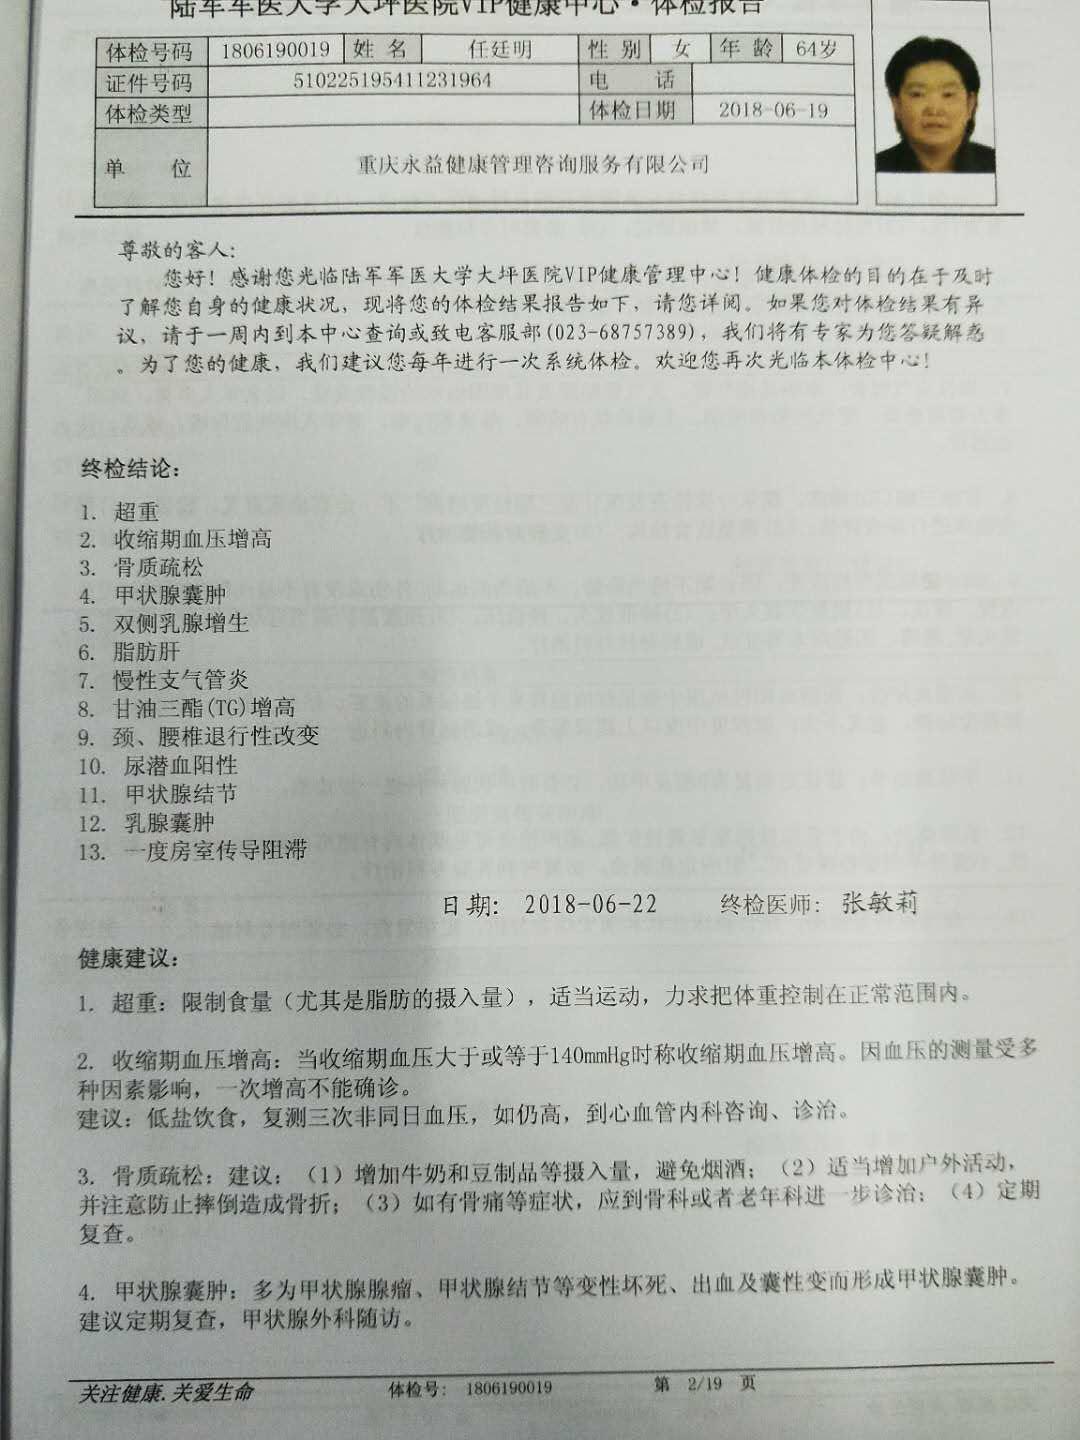 陆军军医大学大坪医院VIP健康中心·体检报告
体检号码 1806190019 姓 名 任廷明 性 别 女 年 龄 64岁
证件号码 510225195411231964 电 话
体检类型 体检日期 2018-06-19
单 位 重庆永益健康管理咨询服务有限公司
尊敬的客人:
您好! 感谢您光临陆军军医大学大坪医院VIP健康管理中心! 健康体检的目的在于及时
了解您自身的健康状况, 现将您的体检结果报告如下, 请您详阅。如果您对体检结果有异
议, 请于一周内到本中心查询或致电客服部(023-68757389), 我们将有专家为您答疑解惑
。为了您的健康, 我们建议您每年进行一次系统体检。欢迎您再次光临本体检中心!
终检结论:
1. 超重
2. 收缩期血压增高
3. 骨质疏松
4. 甲状腺囊肿
5. 双侧乳腺增生
6. 脂肪肝
7. 慢性支气管炎
8. 甘油三酯(TG)增高
9. 颈、腰椎退行性改变
10. 尿潜血阳性
11. 甲状腺结节
12. 乳腺囊肿
13. 一度房室传导阻滞
日期: 2018-06-22 终检医师: 张敏莉
健康建议:
1. 超重: 限制食量（尤其是脂肪的摄入量）, 适当运动, 力求把体重控制在正常范围内。
2. 收缩期血压增高: 当收缩期血压大于或等于140mmHg时称收缩期血压增高。因血压的测量受多
种因素影响, 一次增高不能确诊。
建议: 低盐饮食, 复测三次非同日血压, 如仍高, 到心血管内科咨询、诊治。
3. 骨质疏松: 建议: （1）增加牛奶和豆制品等摄入量, 避免烟酒; （2）适当增加户外活动,
并注意防止摔倒造成骨折; （3）如有骨痛等症状, 应到骨科或者老年科进一步诊治; （4）定期
复查。
4. 甲状腺囊肿: 多为甲状腺腺瘤、甲状腺结节等变性坏死、出血及囊性变而形成甲状腺囊肿。
建议定期复查, 甲状腺外科随访。
关注健康.关爱生命 体检号: 1806190019 第 2/19 页